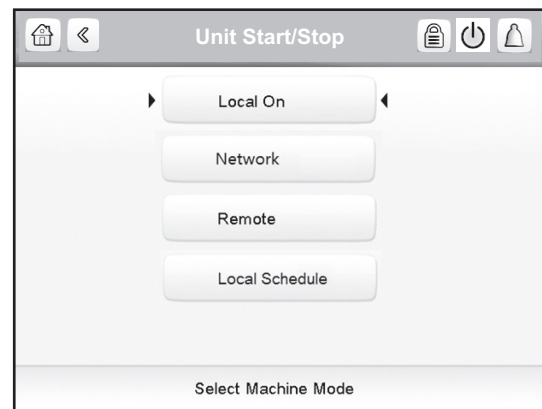 Unit Start/Stop
Local On
Network
Remote
Local Schedule
Select Machine Mode